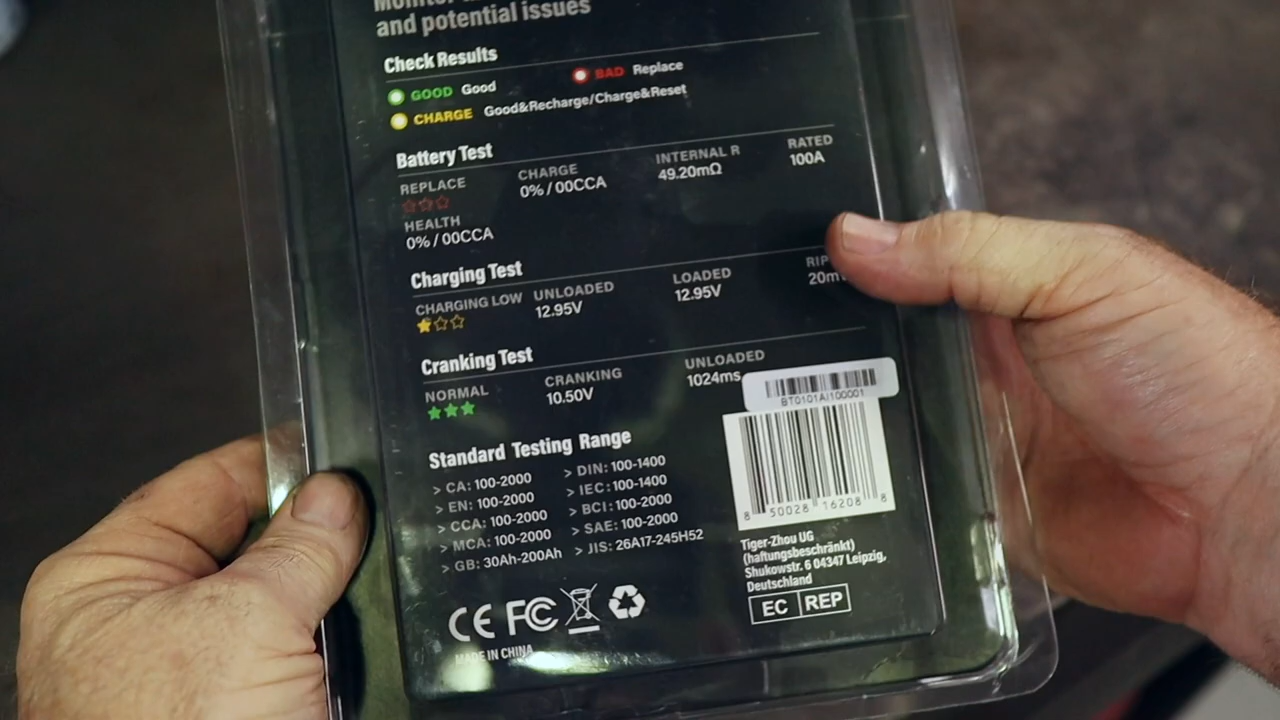 and potential issues
Check Results
GOOD Good
BAD Replace
CHARGE Good&Recharge/Charge&Reset
Battery Test
REPLACE
CHARGE
0% / 00CCA
INTERNAL R
49.20mΩ
RATED
100A
HEALTH
0% / 00CCA
Charging Test
CHARGING LOW
UNLOADED
12.95V
LOADED
12.95V
Cranking Test
NORMAL
CRANKING
10.50V
UNLOADED
1024ms
BT0101AI100001
Standard Testing Range
> CA: 100-2000
> EN: 100-2000
> CCA: 100-2000
> MCA: 100-2000
> GB: 30Ah-200Ah
> DIN: 100-1400
> IEC: 100-1400
> BCI: 100-2000
> SAE: 100-2000
> JIS: 26A17-245H52
8 50028 16208 8
Tiger-Zhou UG
(haftungsbeschränkt)
Shukowstr. 6 04347 Leipzig,
Deutschland
EC REP
CE FC
MADE IN CHINA